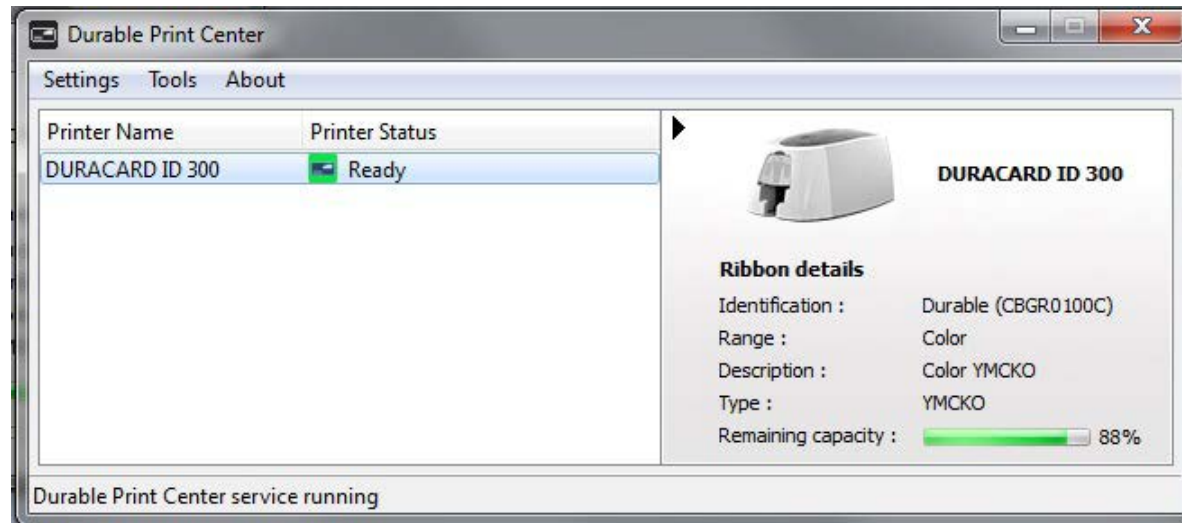 Durable Print Center
Settings Tools About
Printer Name Printer Status
DURACARD ID 300 Ready
DURACARD ID 300
Ribbon details
Identification : Durable (CBGR0100C)
Range : Color
Description : Color YMCKO
Type : YMCKO
Remaining capacity : 88%
Durable Print Center service running